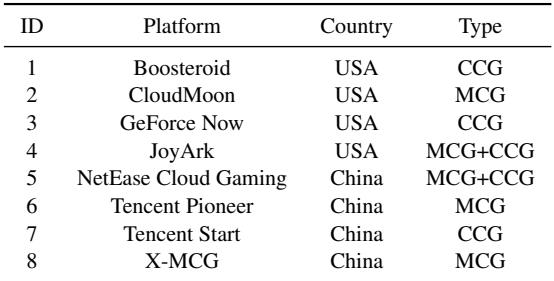 ID Platform Country Type
1 Boosteroid USA CCG
2 CloudMoon USA MCG
3 GeForce Now USA CCG
4 JoyArk USA MCG+CCG
5 NetEase Cloud Gaming China MCG+CCG
6 Tencent Pioneer China MCG
7 Tencent Start China CCG
8 X-MCG China MCG